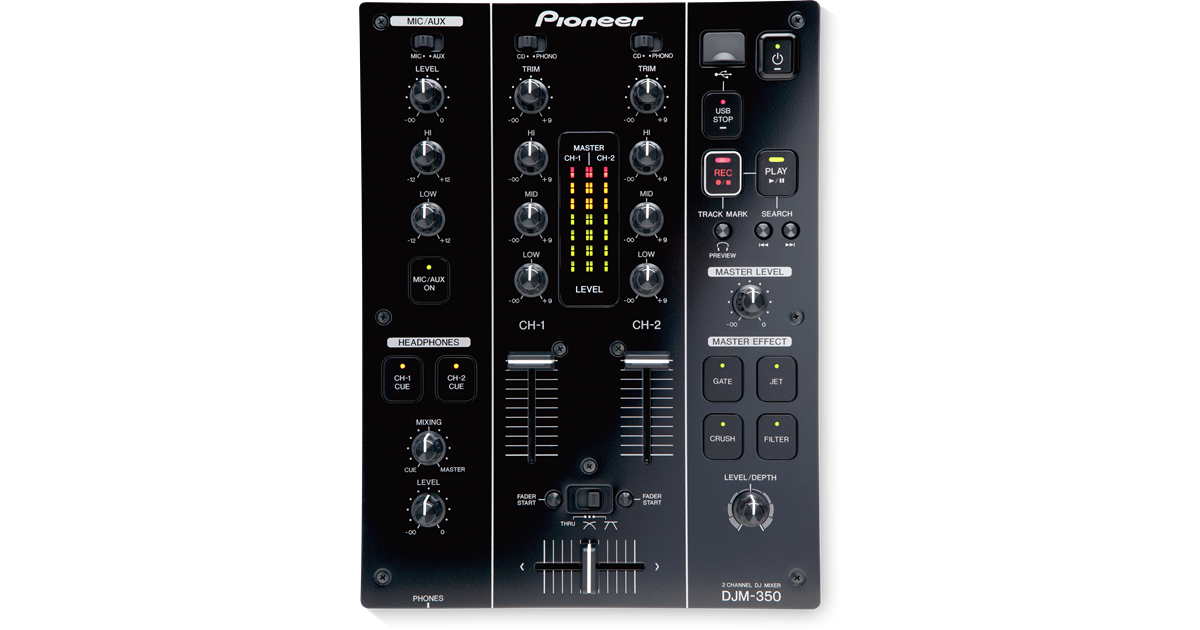 MIC/AUX
MIC • • AUX
LEVEL
-∞ 0
HI
-12 +12
LOW
-12 +12
MIC/AUX
ON
HEADPHONES
CH-1
CUE
CH-2
CUE
MIXING
CUE MASTER
LEVEL
-∞ 0
PHONES
Pioneer
CD • • PHONO
CD • • PHONO
TRIM
-∞ +9
TRIM
-∞ +9
HI
-∞ +9
HI
-∞ +9
MID
-∞ +9
MID
-∞ +9
LOW
-∞ +9
LOW
-∞ +9
MASTER
CH-1 CH-2
LEVEL
CH-1
CH-2
FADER
START
FADER
START
THRU
USB
STOP
REC
PLAY
TRACK MARK
SEARCH
PREVIEW
MASTER LEVEL
-∞ 0
MASTER EFFECT
GATE
JET
CRUSH
FILTER
LEVEL/DEPTH
2 CHANNEL DJ MIXER
DJM-350